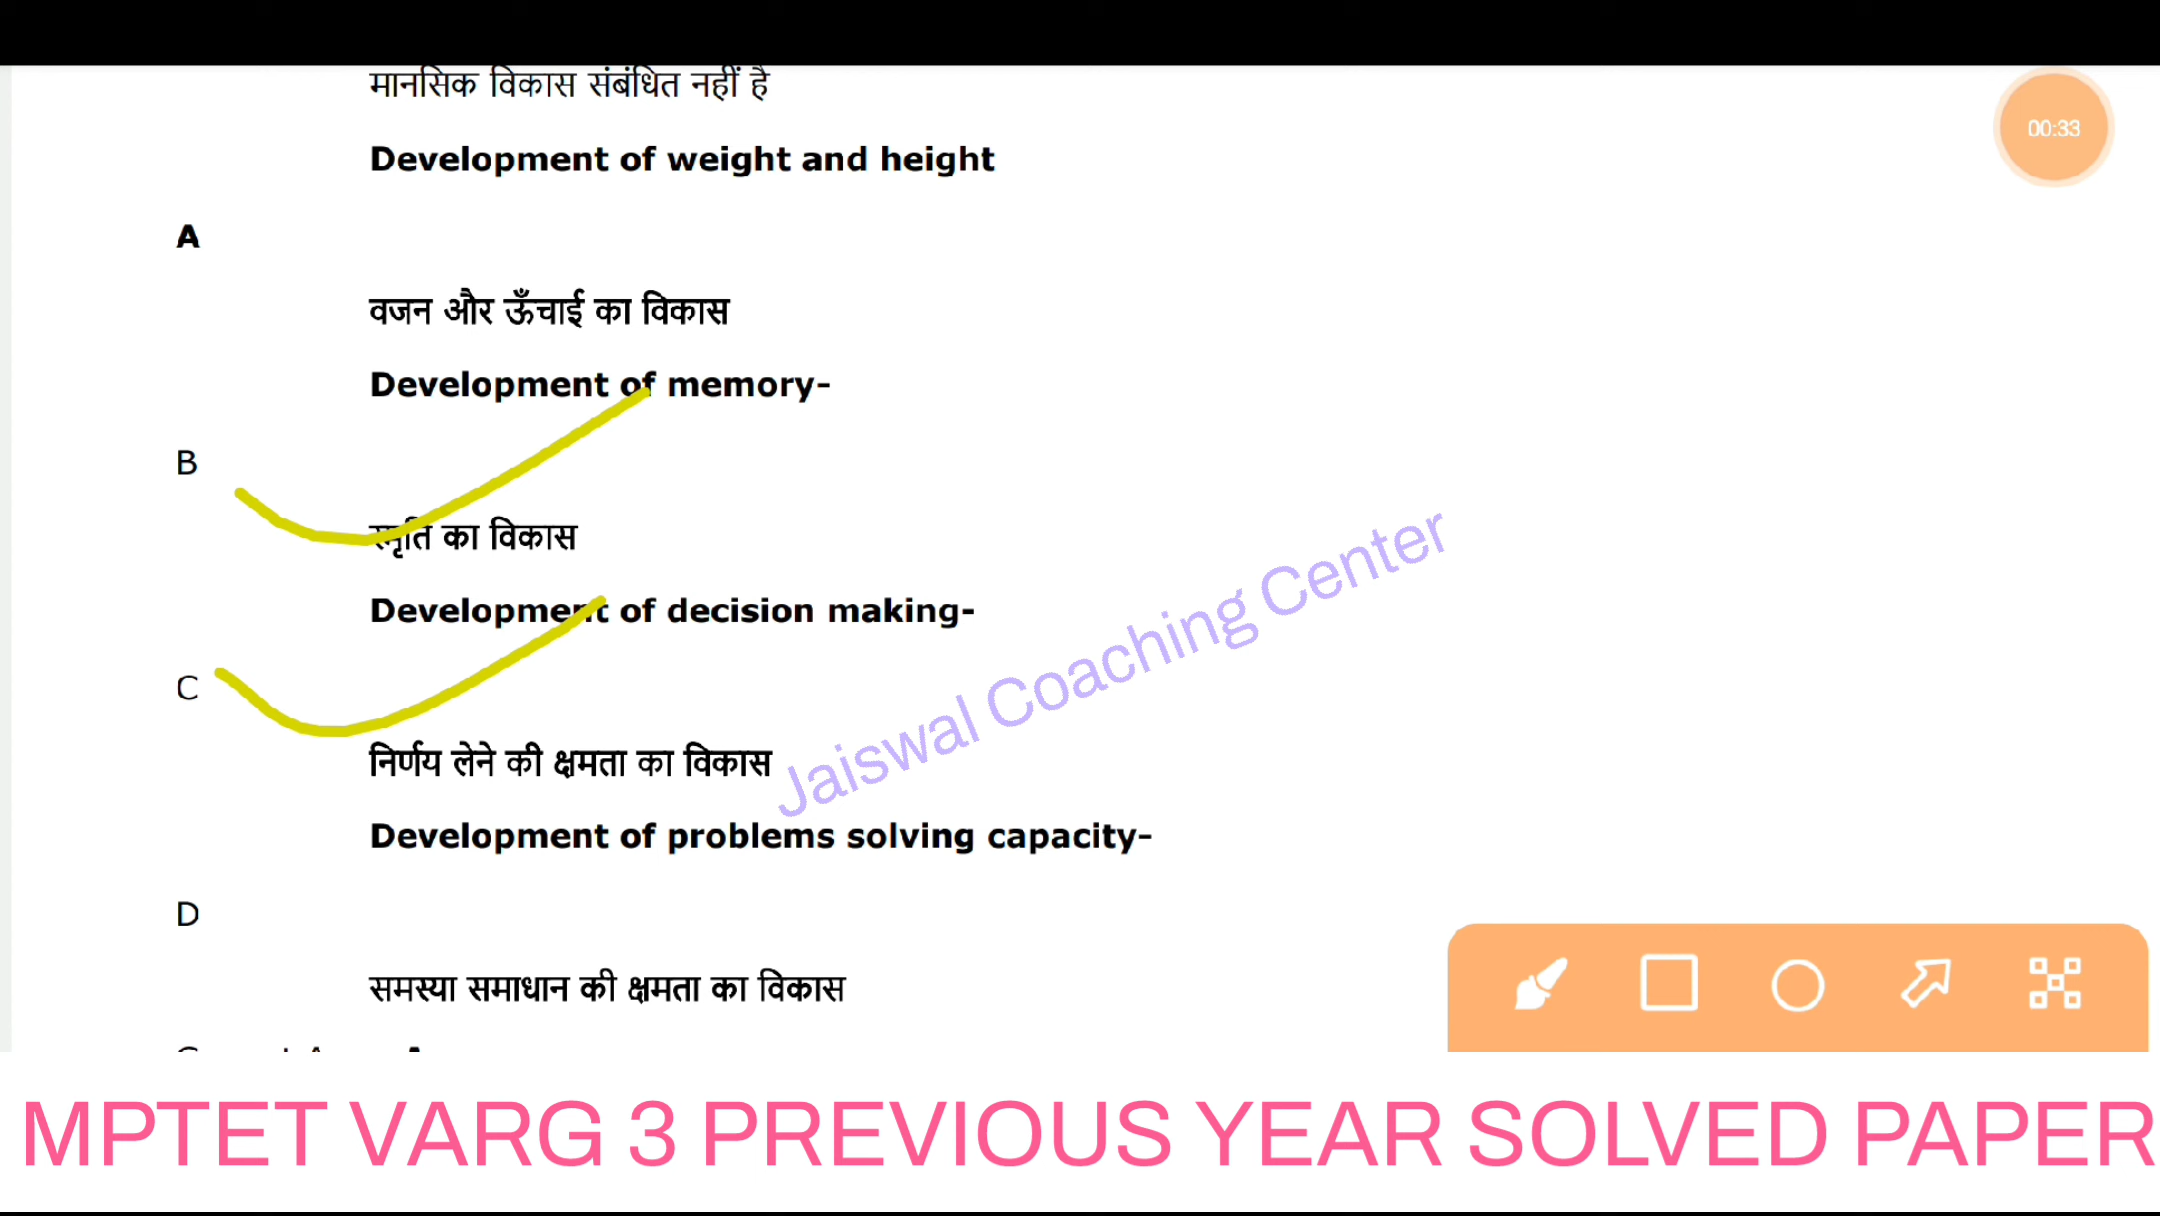 मानसिक विकास संबंधित नहीं है
00:33
Development of weight and height
A
वजन और ऊँचाई का विकास
Development of memory-
B
स्मृति का विकास
Development of decision making-
C
निर्णय लेने की क्षमता का विकास
Development of problems solving capacity-
D
समस्या समाधान की क्षमता का विकास
Jaiswal Coaching Center
MPTET VARG 3 PREVIOUS YEAR SOLVED PAPER